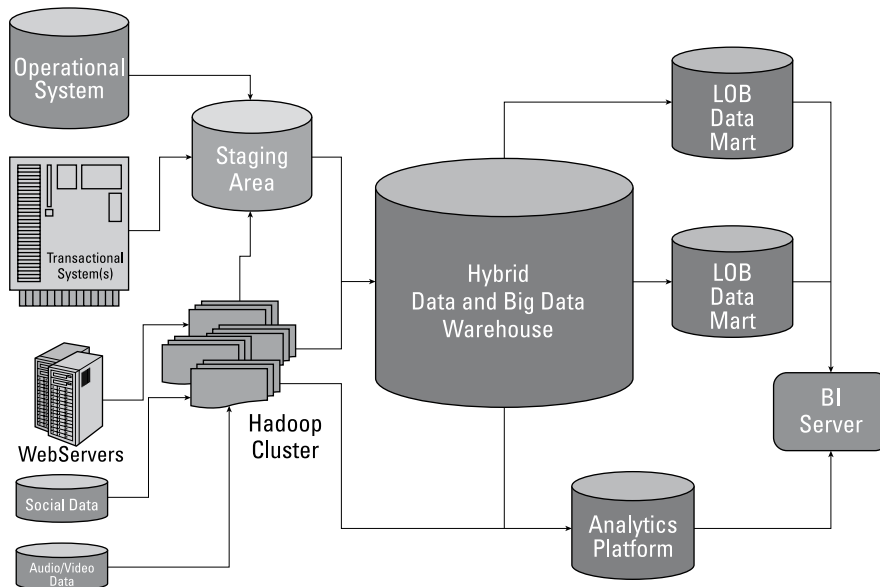 Operational
System
LOB
Data
Mart
Staging
Area
Transactional
System(s)
Hybrid
Data and Big Data
Warehouse
LOB
Data
Mart
WebServers
Hadoop
Cluster
BI
Server
Social Data
Analytics
Platform
Audio/Video
Data